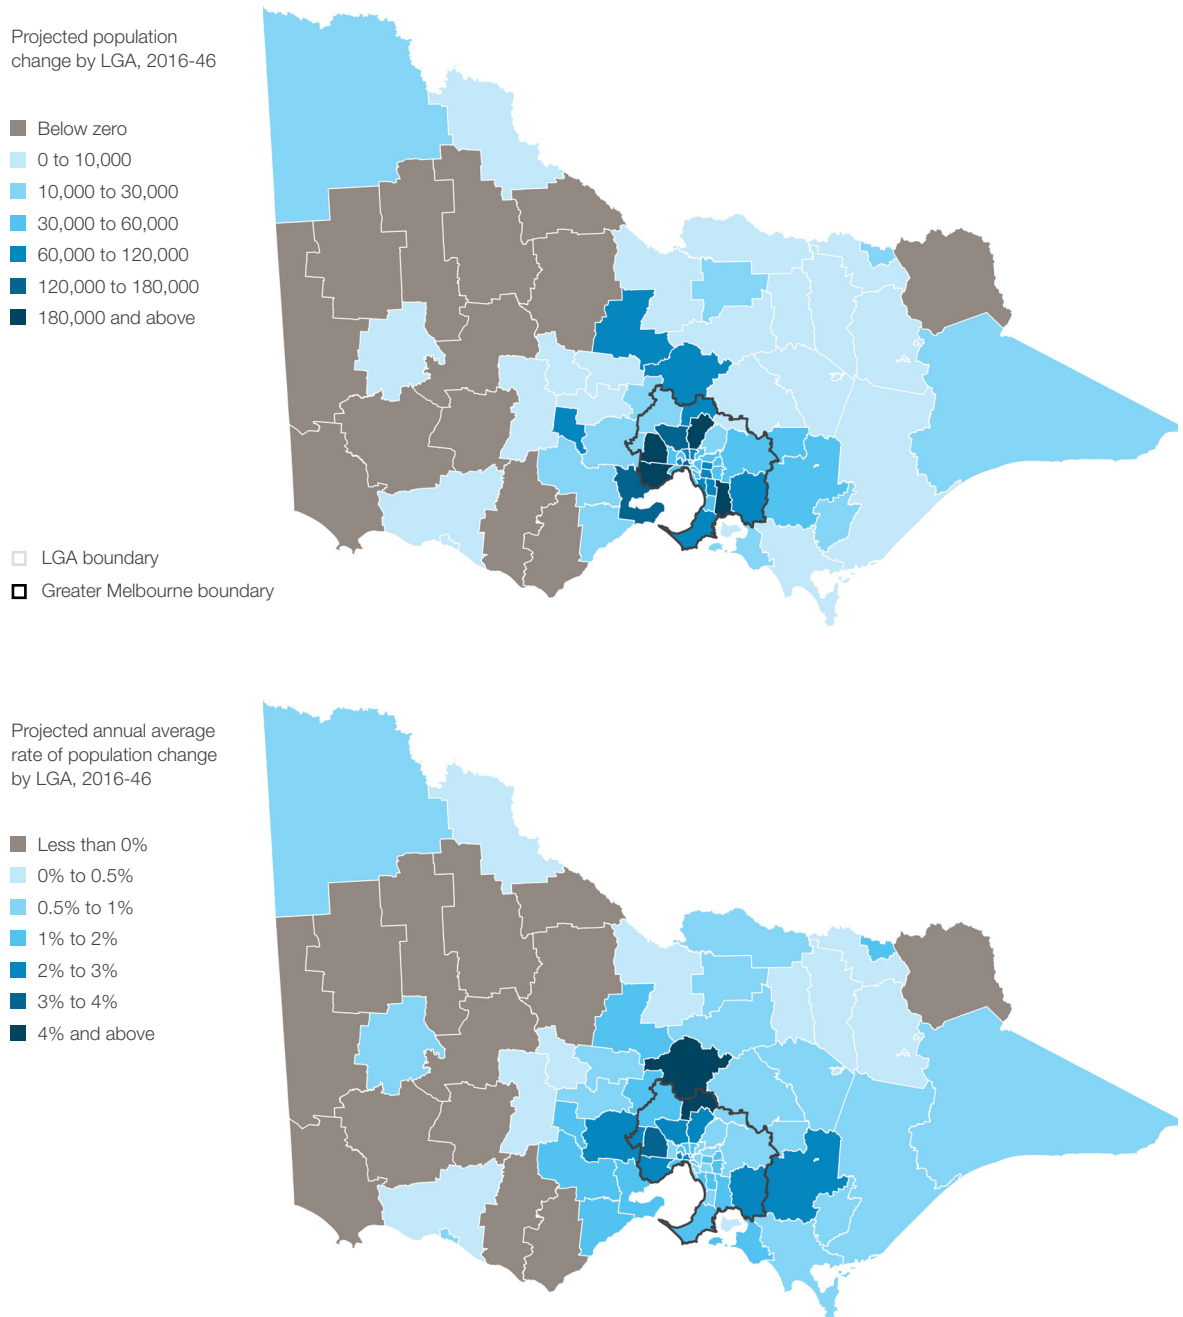 Projected population
change by LGA, 2016-46
Below zero
0 to 10,000
10,000 to 30,000
30,000 to 60,000
60,000 to 120,000
120,000 to 180,000
180,000 and above
LGA boundary
Greater Melbourne boundary
Projected annual average
rate of population change
by LGA, 2016-46
Less than 0%
0% to 0.5%
0.5% to 1%
1% to 2%
2% to 3%
3% to 4%
4% and above